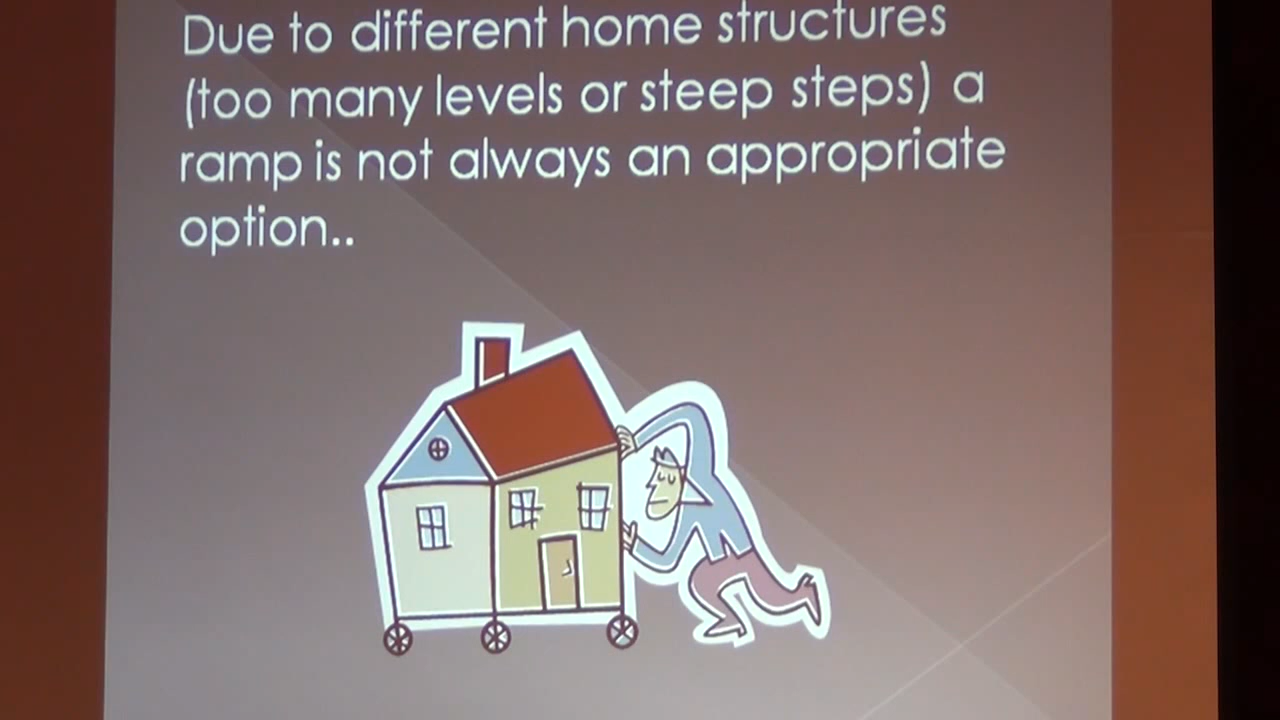 Due to different home structures
(too many levels or steep steps) a
ramp is not always an appropriate
option..